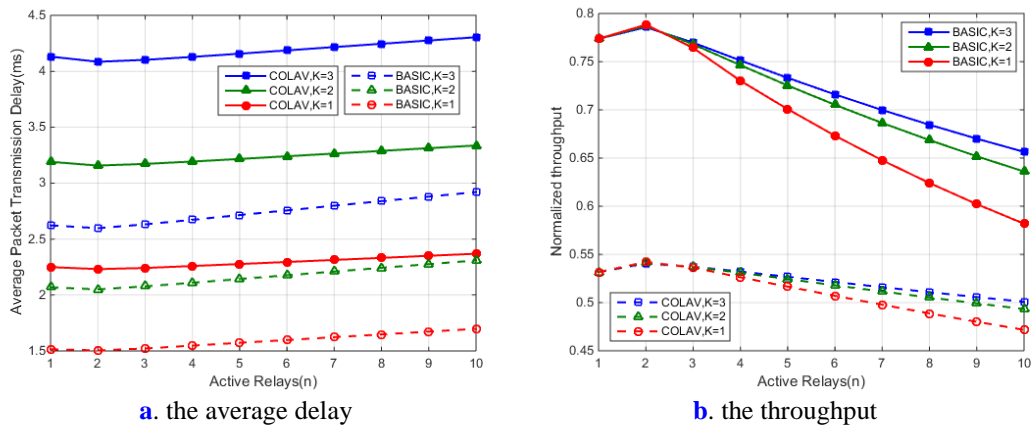 4.5
4
3.5
3
2.5
2
1.5
Average Packet Transmission Delay(ms)
COLAV,K=3
COLAV,K=2
COLAV,K=1
BASIC,K=3
BASIC,K=2
BASIC,K=1
1 2 3 4 5 6 7 8 9 10
Active Relays(n)
a. the average delay
0.8
0.75
0.7
0.65
0.6
0.55
0.5
0.45
Normalized throughput
BASIC,K=3
BASIC,K=2
BASIC,K=1
COLAV,K=3
COLAV,K=2
COLAV,K=1
1 2 3 4 5 6 7 8 9 10
Active Relays(n)
b. the throughput